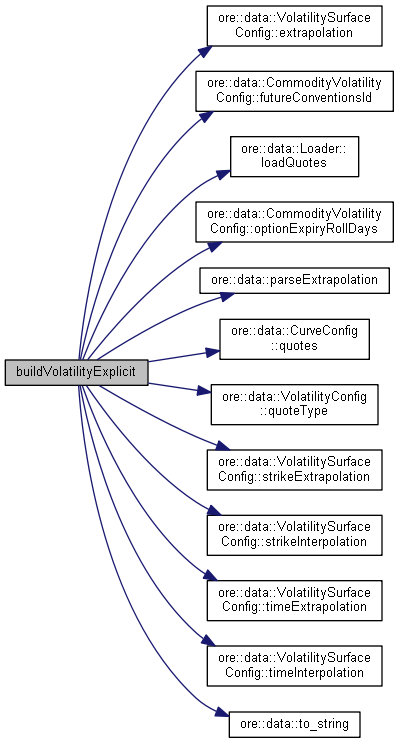 ore::data::VolatilitySurface
Config::extrapolation
ore::data::CommodityVolatility
Config::futureConventionsId
ore::data::Loader::
loadQuotes
ore::data::CommodityVolatility
Config::optionExpiryRollDays
ore::data::parseExtrapolation
ore::data::CurveConfig
::quotes
buildVolatilityExplicit
ore::data::VolatilityConfig
::quoteType
ore::data::VolatilitySurface
Config::strikeExtrapolation
ore::data::VolatilitySurface
Config::strikeInterpolation
ore::data::VolatilitySurface
Config::timeExtrapolation
ore::data::VolatilitySurface
Config::timeInterpolation
ore::data::to_string